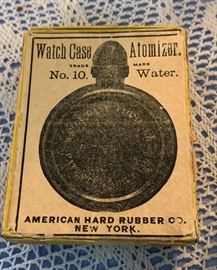 Watch Case Atomizer.
TRADE MARK
No. 10. Water.
AMERICAN HARD RUBBER CO.
NEW YORK.